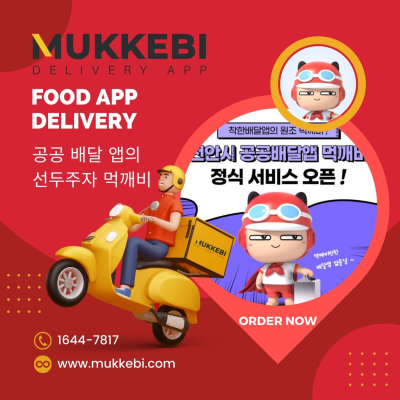 MUKKEBI
DELIVERY APP
FOOD APP
DELIVERY
공공 배달 앱의
선두주자 먹깨비
착한배달앱의 원조 먹깨비!
천안시 공공배달앱 먹깨비
정식 서비스 오픈!
MUKKEBI
ORDER NOW
1644-7817
www.mukkebi.com